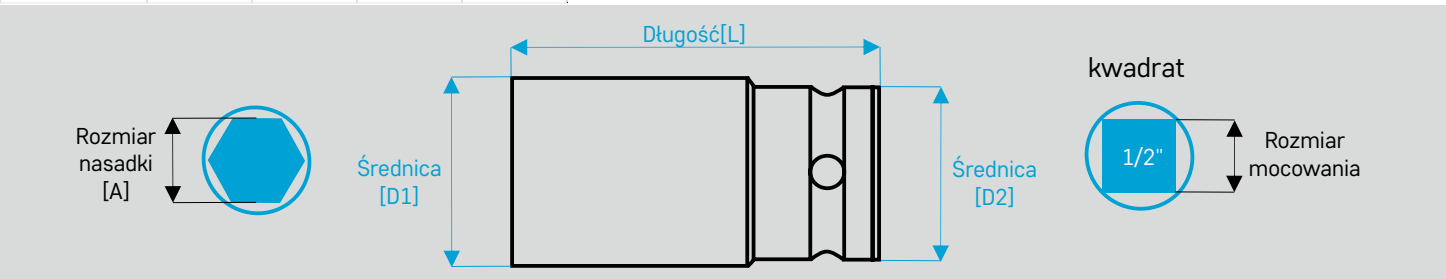 Długość[L]
kwadrat
Rozmiar
nasadki
[A]
Średnica
[D1]
Średnica
[D2]
1/2"
Rozmiar
mocowania